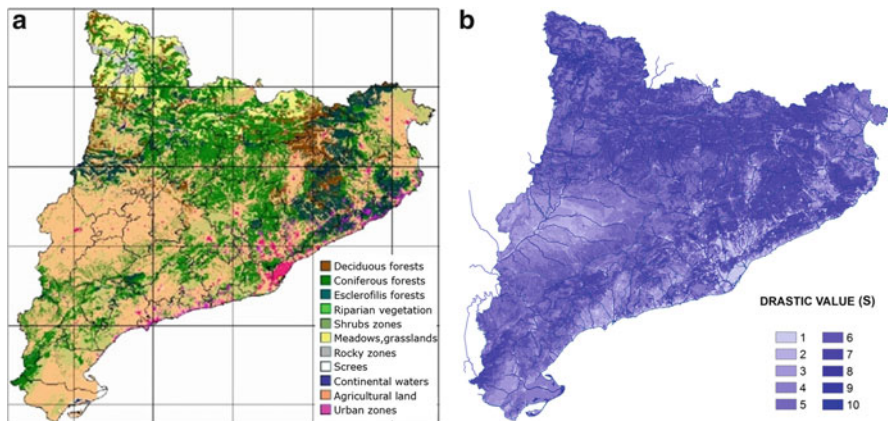 a
Deciduous forests
Coniferous forests
Esclerofilis forests
Riparian vegetation
Shrubs zones
Meadows,grasslands
Rocky zones
Screes
Continental waters
Agricultural land
Urban zones
b
DRASTIC VALUE (S)
1
2
3
4
5
6
7
8
9
10